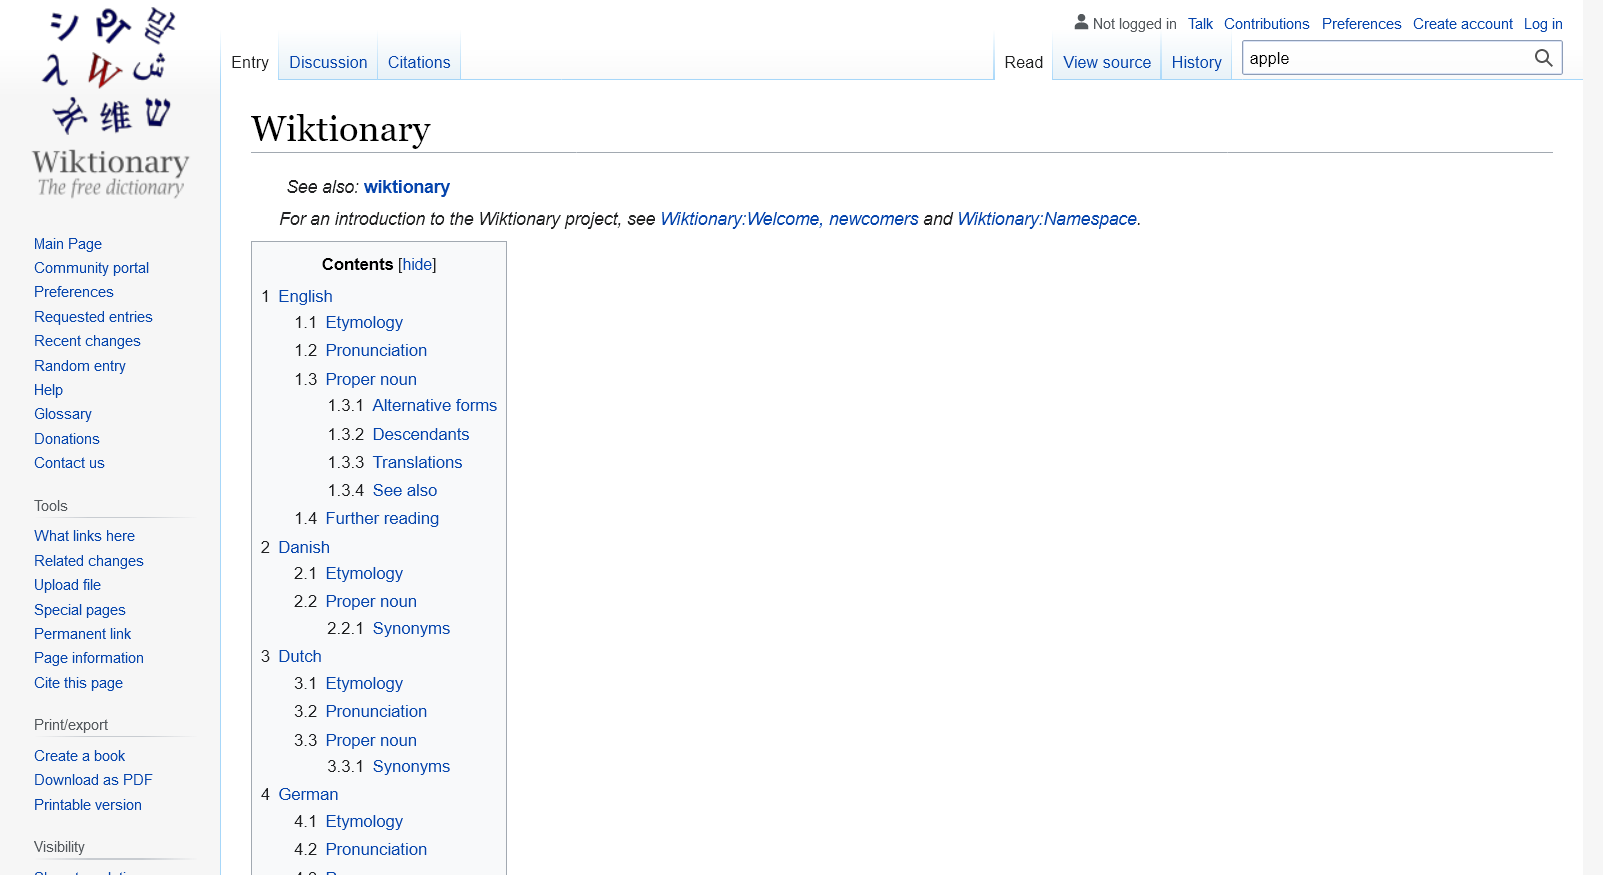 Wiktionary
The free dictionary
Main Page
Community portal
Preferences
Requested entries
Recent changes
Random entry
Help
Glossary
Donations
Contact us
Tools
What links here
Related changes
Upload file
Special pages
Permanent link
Page information
Cite this page
Print/export
Create a book
Download as PDF
Printable version
Visibility
Not logged in Talk Contributions Preferences Create account Log in
Entry Discussion Citations Read View source History apple
Wiktionary
See also: wiktionary
For an introduction to the Wiktionary project, see Wiktionary:Welcome, newcomers and Wiktionary:Namespace.
Contents [hide]
1 English
1.1 Etymology
1.2 Pronunciation
1.3 Proper noun
1.3.1 Alternative forms
1.3.2 Descendants
1.3.3 Translations
1.3.4 See also
1.4 Further reading
2 Danish
2.1 Etymology
2.2 Proper noun
2.2.1 Synonyms
3 Dutch
3.1 Etymology
3.2 Pronunciation
3.3 Proper noun
3.3.1 Synonyms
4 German
4.1 Etymology
4.2 Pronunciation